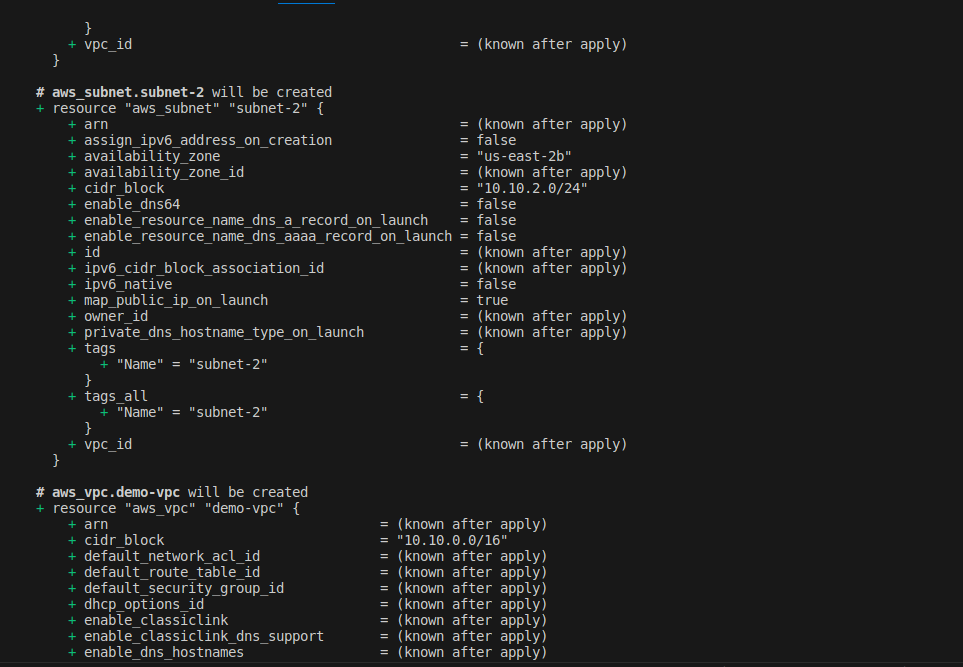 }
    + vpc_id                                         = (known after apply)
  }

# aws_subnet.subnet-2 will be created
+ resource "aws_subnet" "subnet-2" {
    + arn                                            = (known after apply)
    + assign_ipv6_address_on_creation                = false
    + availability_zone                              = "us-east-2b"
    + availability_zone_id                           = (known after apply)
    + cidr_block                                     = "10.10.2.0/24"
    + enable_dns64                                   = false
    + enable_resource_name_dns_a_record_on_launch    = false
    + enable_resource_name_dns_aaaa_record_on_launch = false
    + id                                             = (known after apply)
    + ipv6_cidr_block_association_id                 = (known after apply)
    + ipv6_native                                    = false
    + map_public_ip_on_launch                        = true
    + owner_id                                       = (known after apply)
    + private_dns_hostname_type_on_launch            = (known after apply)
    + tags                                           = {
        + "Name" = "subnet-2"
      }
    + tags_all                                       = {
        + "Name" = "subnet-2"
      }
    + vpc_id                                         = (known after apply)
  }

# aws_vpc.demo-vpc will be created
+ resource "aws_vpc" "demo-vpc" {
    + arn                                  = (known after apply)
    + cidr_block                           = "10.10.0.0/16"
    + default_network_acl_id               = (known after apply)
    + default_route_table_id               = (known after apply)
    + default_security_group_id            = (known after apply)
    + dhcp_options_id                      = (known after apply)
    + enable_classiclink                   = (known after apply)
    + enable_classiclink_dns_support       = (known after apply)
    + enable_dns_hostnames                 = (known after apply)